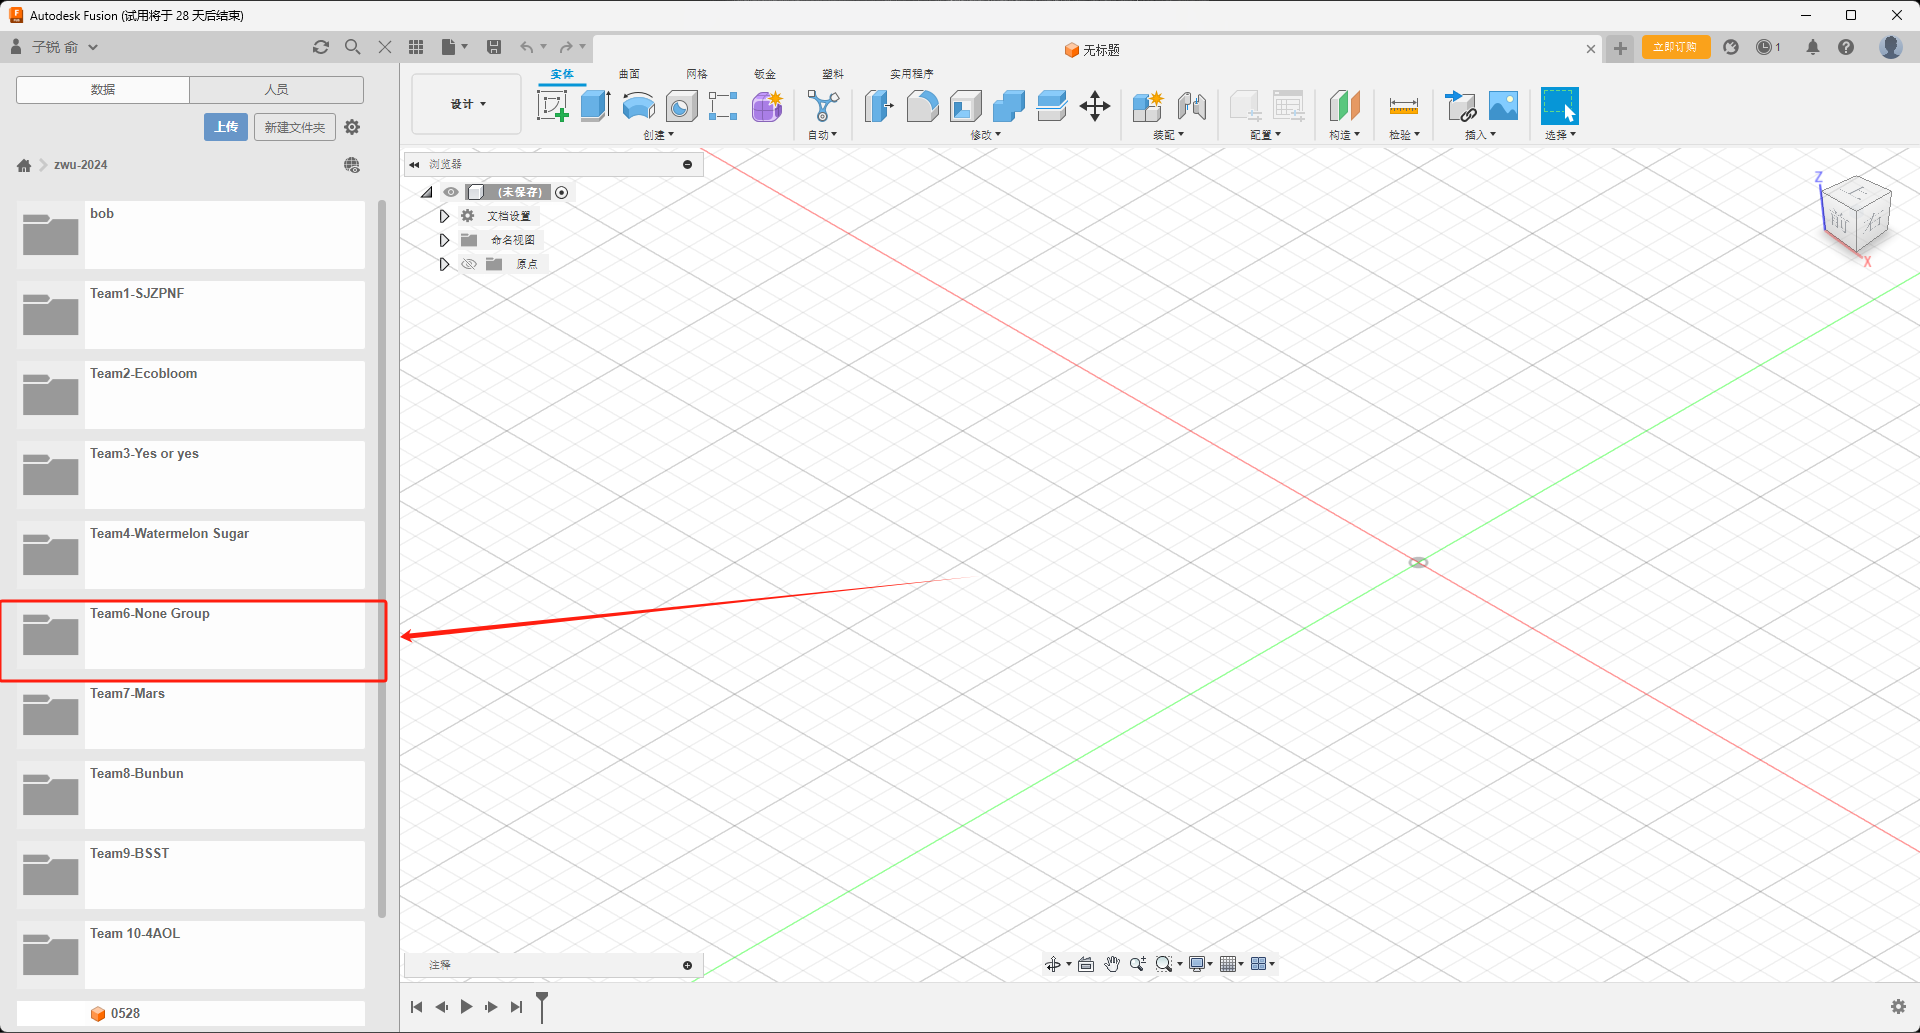 Autodesk Fusion (试用将于 28 天后结束)
子锐 俞
无标题
立即订购
1
数据
人员
上传
新建文件夹
zwu-2024
bob
Team1-SJZPNF
Team2-Ecobloom
Team3-Yes or yes
Team4-Watermelon Sugar
Team6-None Group
Team7-Mars
Team8-Bunbun
Team9-BSST
Team 10-4AOL
0528
设计
实体
曲面
网格
钣金
塑料
实用程序
创建
自动
修改
装配
配置
构造
检验
插入
选择
浏览器
(未保存)
文档设置
命名视图
原点
Z
上
前
右
X
注释